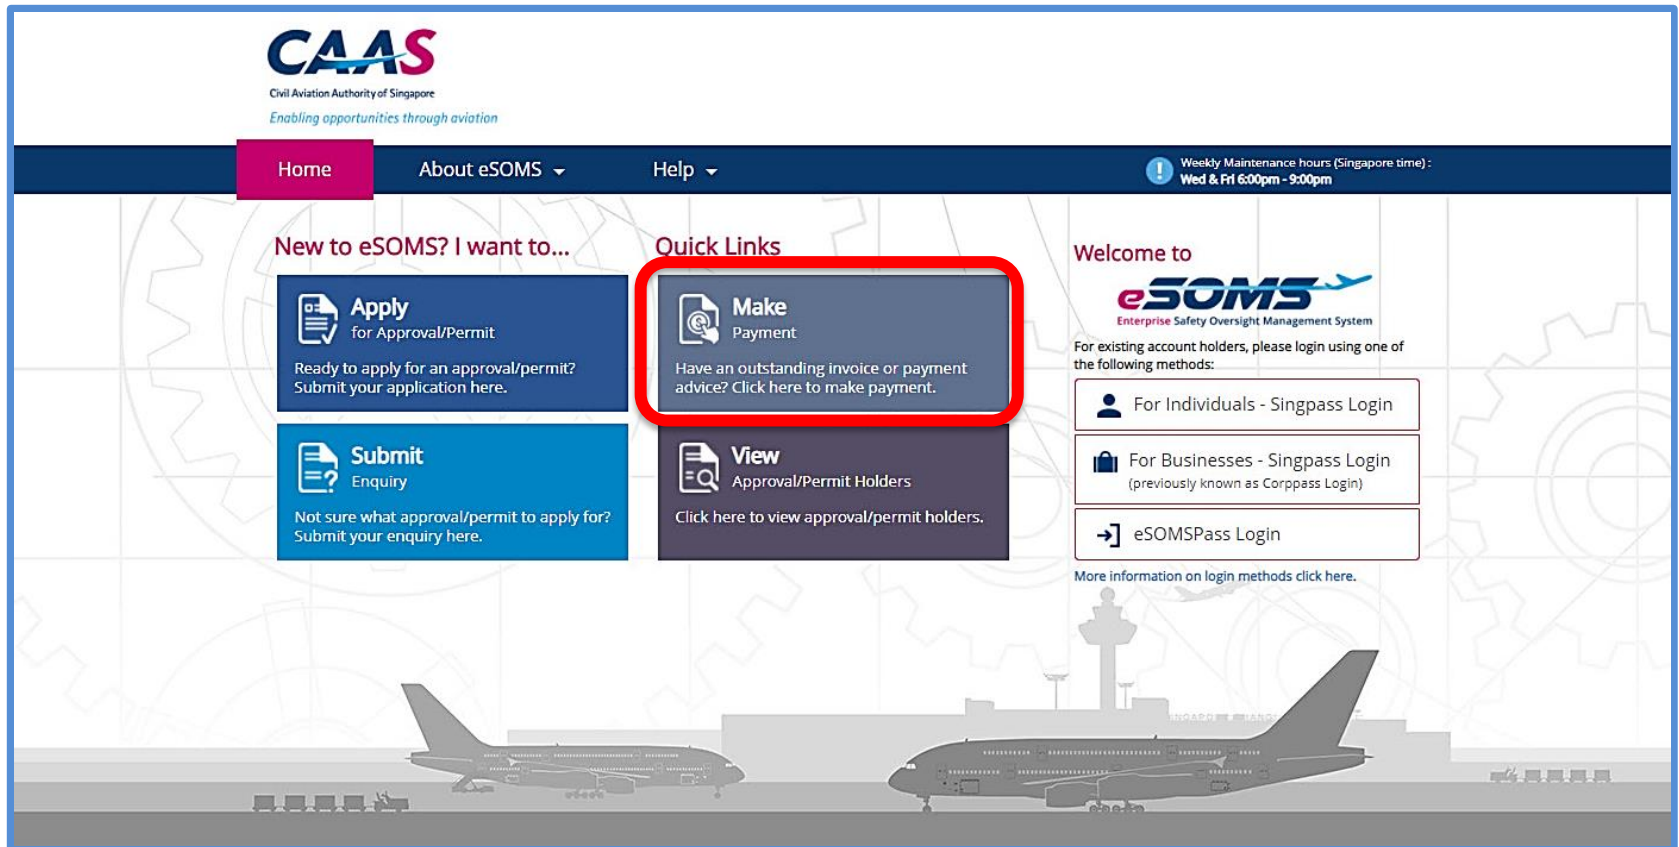 CAAS
Civil Aviation Authority of Singapore
Enabling opportunities through aviation
Home
About eSOMS
Help
Weekly Maintenance hours (Singapore time) :
Wed & Fri 6:00pm - 9:00pm
New to eSOMS? I want to...
Apply
for Approval/Permit
Ready to apply for an approval/permit?
Submit your application here.
Submit
Enquiry
Not sure what approval/permit to apply for?
Submit your enquiry here.
Quick Links
Make
Payment
Have an outstanding invoice or payment
advice? Click here to make payment.
View
Approval/Permit Holders
Click here to view approval/permit holders.
Welcome to
eSOMS
Enterprise Safety Oversight Management System
For existing account holders, please login using one of
the following methods:
For Individuals - Singpass Login
For Businesses - Singpass Login
(previously known as Corppass Login)
eSOMSPass Login
More information on login methods click here.